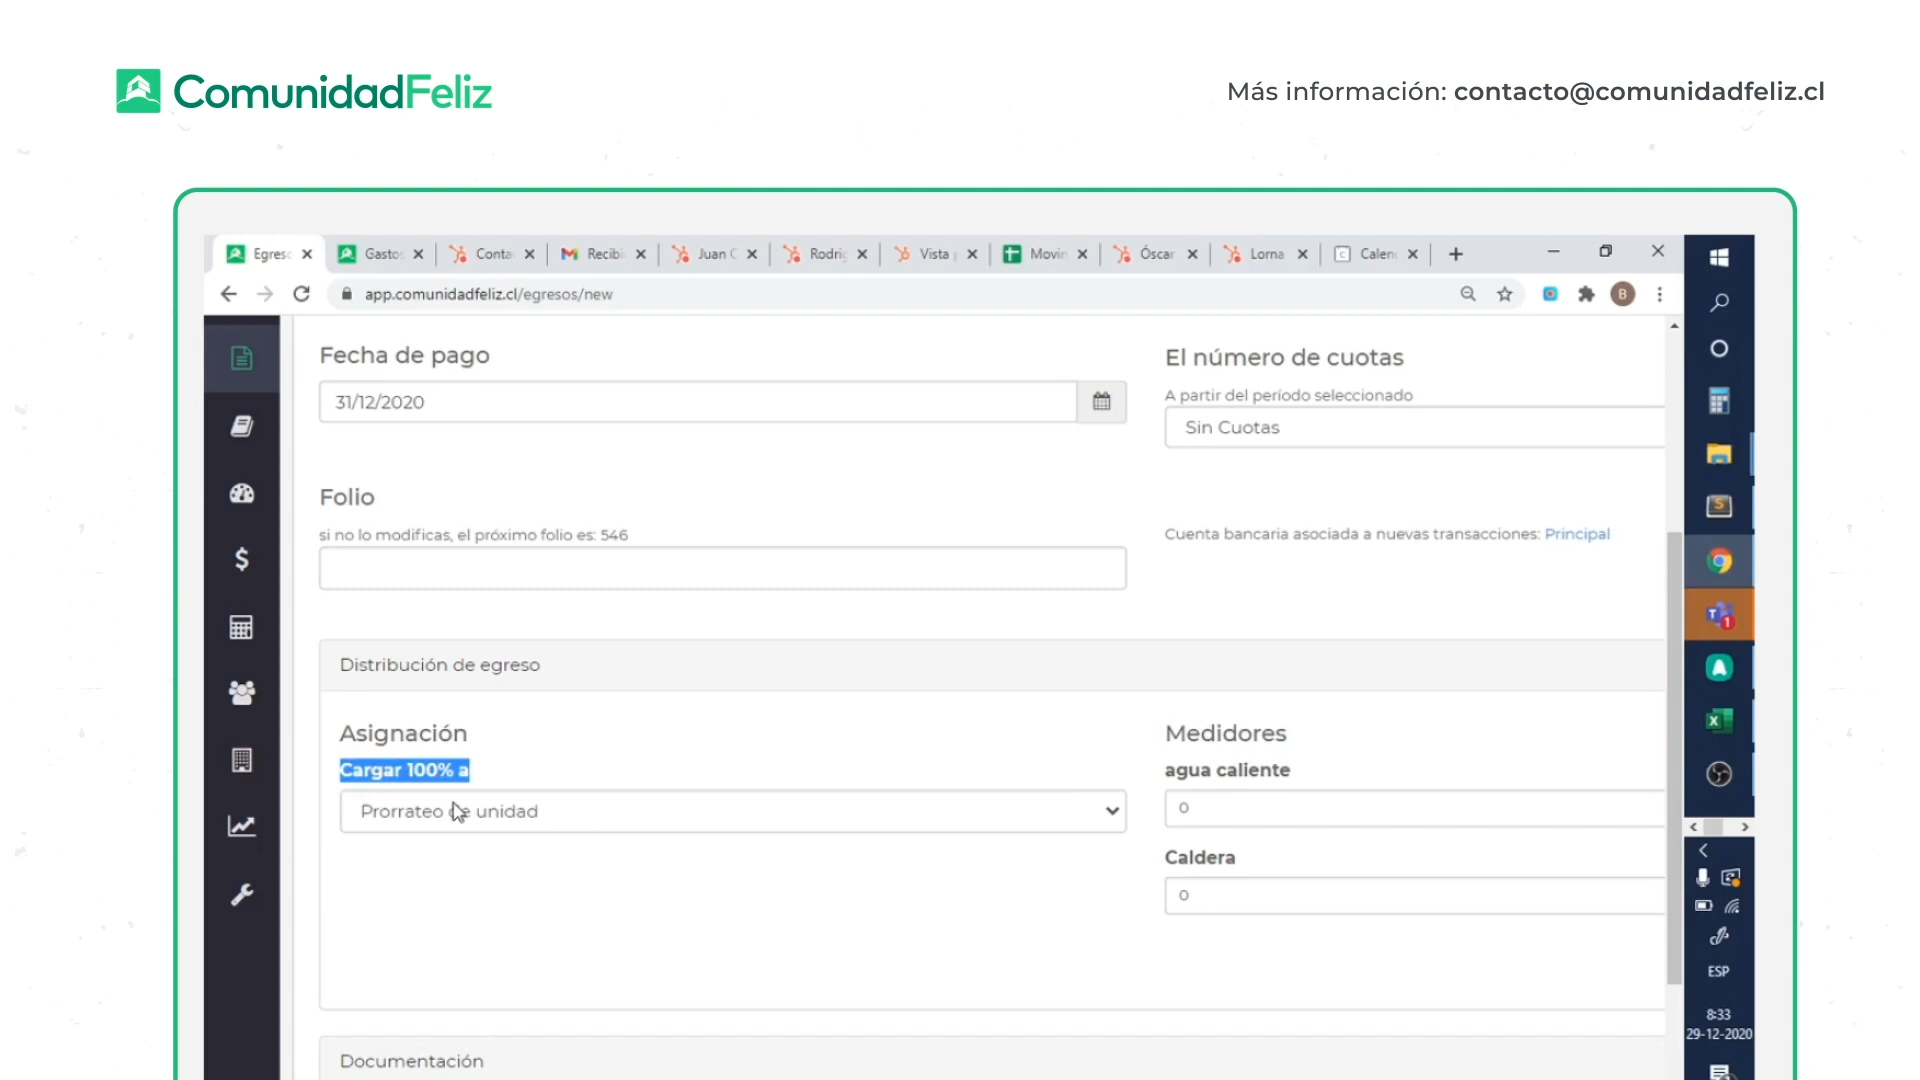 ComunidadFeliz
Más información: contacto@comunidadfeliz.cl
Egres Gasto Conta Recibi Juan C Rodrig Vista Movin Óscar Lorna Calen
app.comunidadfeliz.cl/egresos/new
B
Fecha de pago
31/12/2020
El número de cuotas
A partir del período seleccionado
Sin Cuotas
Folio
si no lo modificas, el próximo folio es: 546
Cuenta bancaria asociada a nuevas transacciones: Principal
Distribución de egreso
Asignación
Cargar 100% a
Prorrateo de unidad
Medidores
agua caliente
0
Caldera
0
Documentación
ESP
8:33
29-12-2020